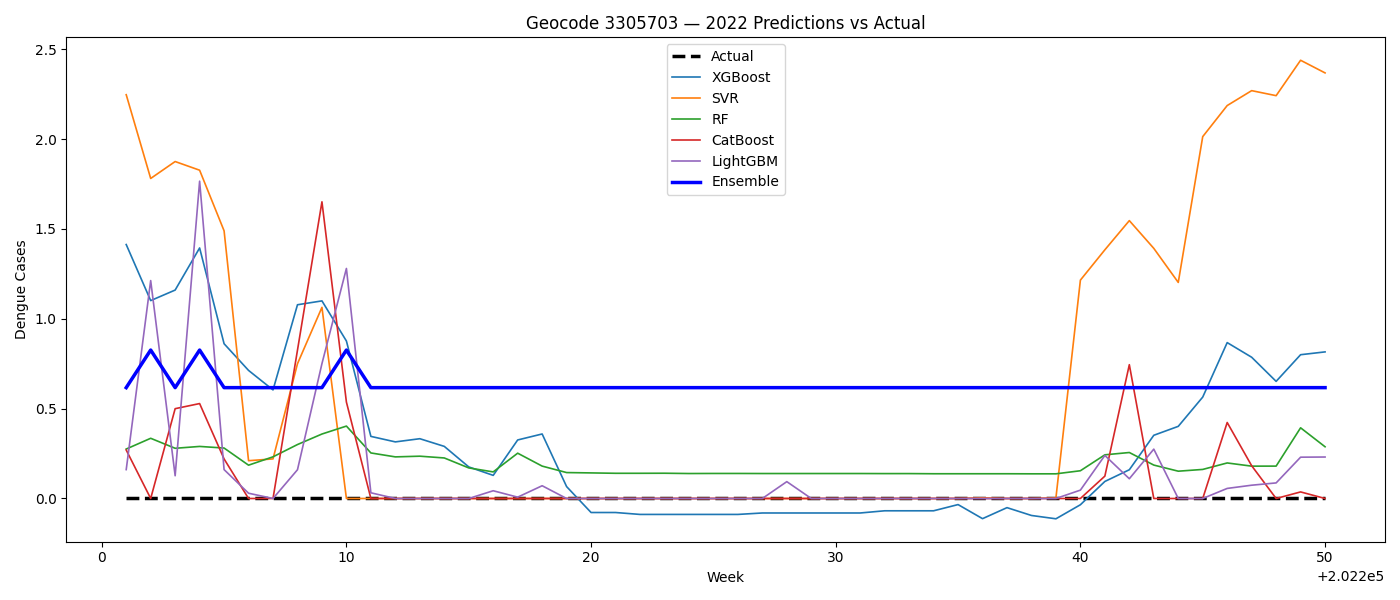 Geocode 3305703 — 2022 Predictions vs Actual
2.5
2.0
1.5
1.0
0.5
0.0
Dengue Cases
Actual
XGBoost
SVR
RF
CatBoost
LightGBM
Ensemble
0 10 20 30 40 50
Week
+2.022e5